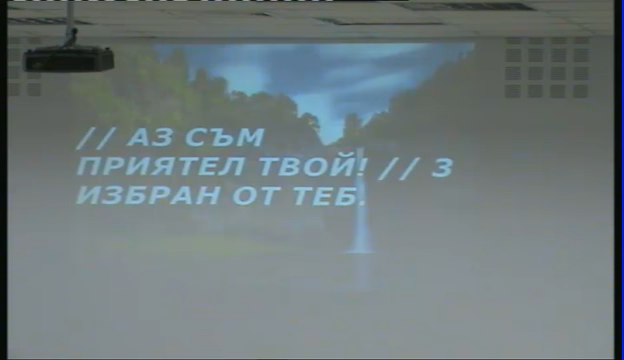 // АЗ СЪМ
ПРИЯТЕЛ ТВОЙ! // 3
ИЗБРАН ОТ ТЕБ.